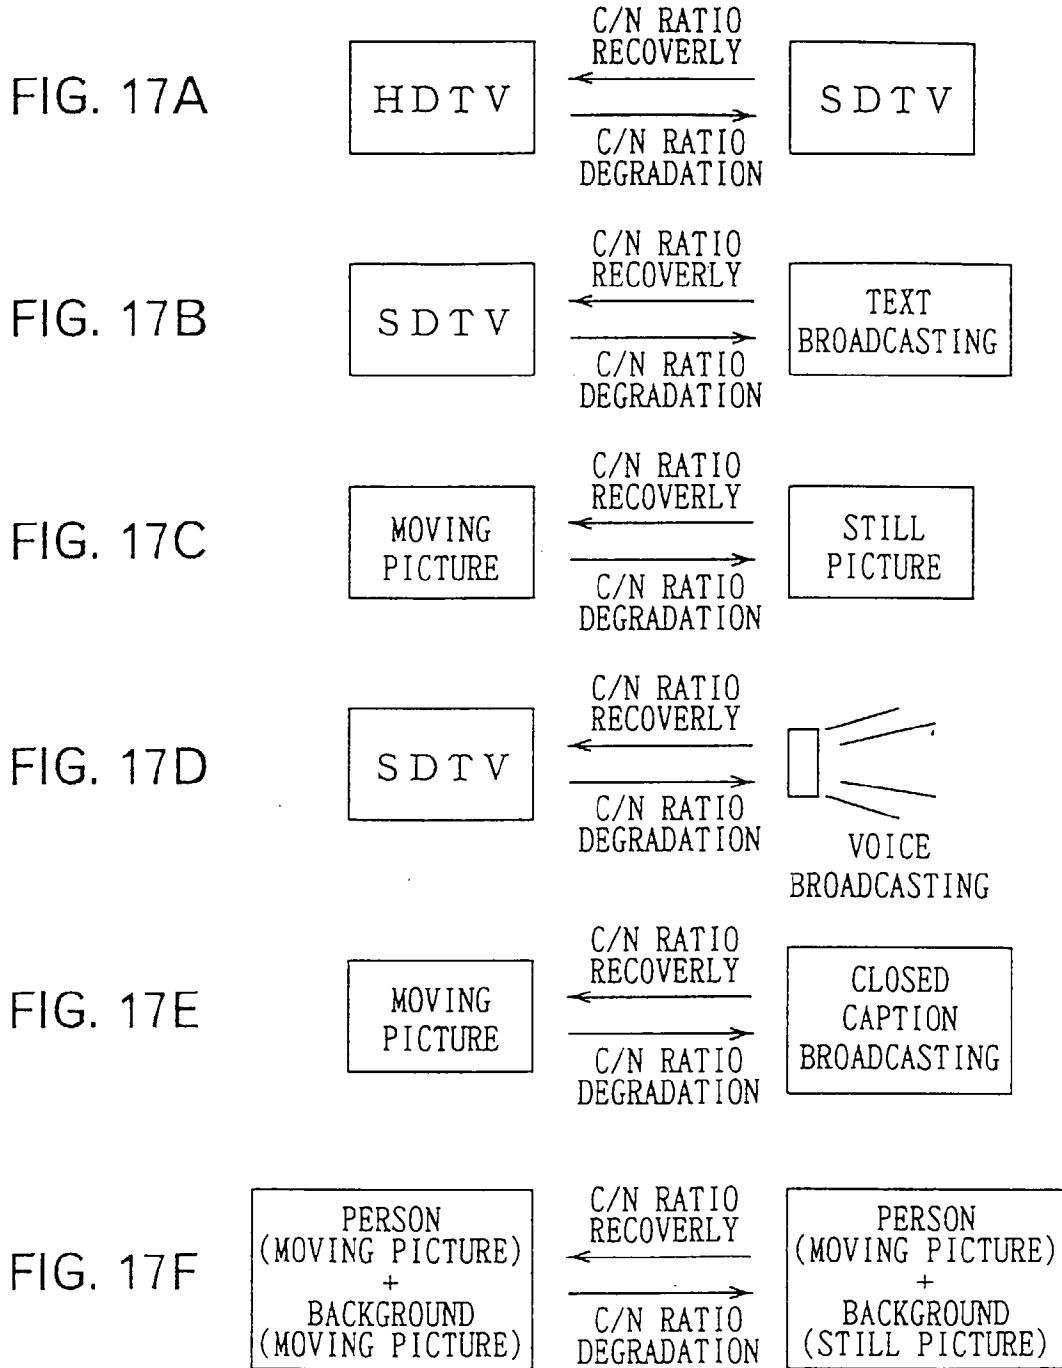 FIG. 17A
HDTV
C/N RATIO
RECOVERLY
C/N RATIO
DEGRADATION
SDTV
FIG. 17B
SDTV
C/N RATIO
RECOVERLY
C/N RATIO
DEGRADATION
TEXT
BROADCASTING
FIG. 17C
MOVING
PICTURE
C/N RATIO
RECOVERLY
C/N RATIO
DEGRADATION
STILL
PICTURE
FIG. 17D
SDTV
C/N RATIO
RECOVERLY
C/N RATIO
DEGRADATION
VOICE
BROADCASTING
FIG. 17E
MOVING
PICTURE
C/N RATIO
RECOVERLY
C/N RATIO
DEGRADATION
CLOSED
CAPTION
BROADCASTING
FIG. 17F
PERSON
(MOVING PICTURE)
+
BACKGROUND
(MOVING PICTURE)
C/N RATIO
RECOVERLY
C/N RATIO
DEGRADATION
PERSON
(MOVING PICTURE)
+
BACKGROUND
(STILL PICTURE)